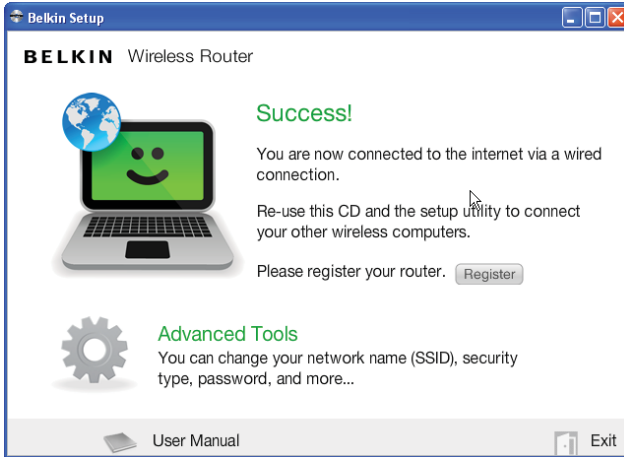 Belkin Setup
BELKIN Wireless Router
Success!
You are now connected to the internet via a wired
connection.
Re-use this CD and the setup utility to connect
your other wireless computers.
Please register your router. Register
Advanced Tools
You can change your network name (SSID), security
type, password, and more...
User Manual Exit